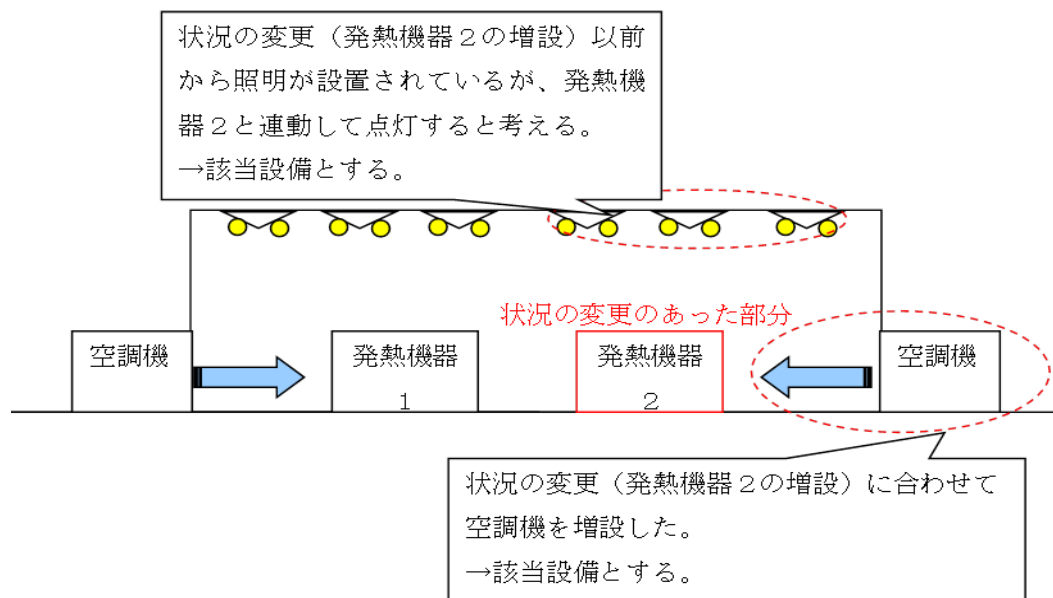 状況の変更（発熱機器２の増設）以前
から照明が設置されているが、発熱機
器２と連動して点灯すると考える。
→該当設備とする。
状況の変更のあった部分
空調機
発熱機器
１
発熱機器
２
空調機
状況の変更（発熱機器２の増設）に合わせて
空調機を増設した。
→該当設備とする。